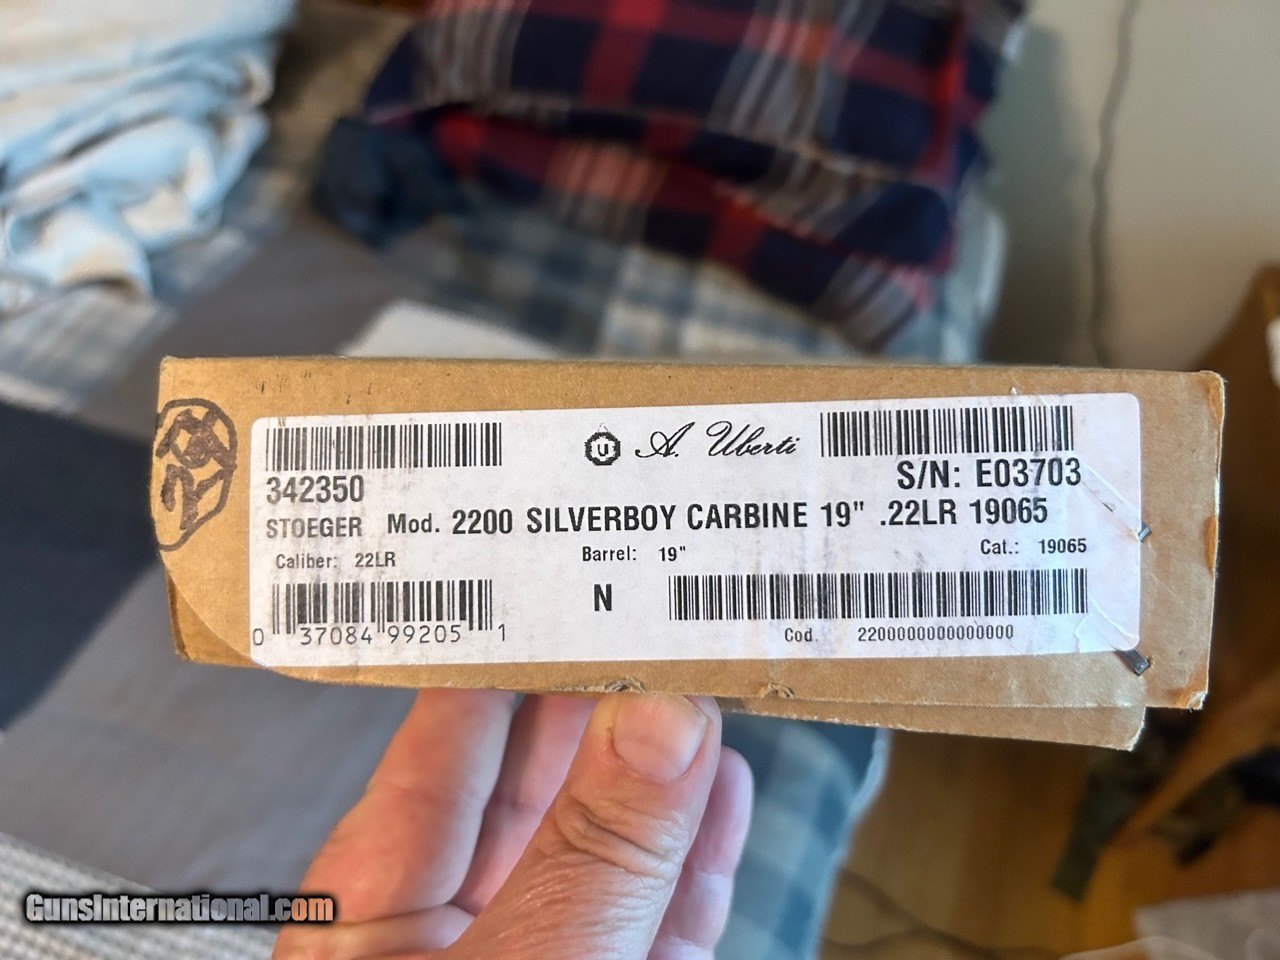 A. Uberti
U
342350
S/N: E03703
STOEGER Mod. 2200 SILVERBOY CARBINE 19" .22LR 19065
Caliber: 22LR Barrel: 19" Cat.: 19065
N
0 37084 99205 1
Cod. 2200000000000000
GunsInternational.com